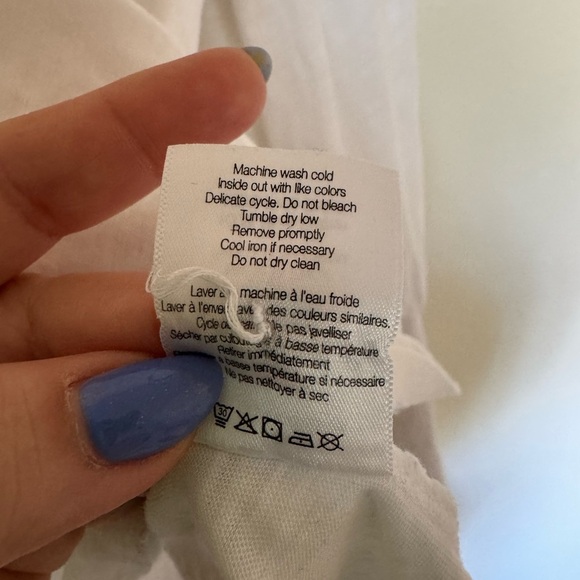 Machine wash cold
Inside out with like colors
Delicate cycle. Do not bleach
Tumble dry low
Remove promptly
Cool iron if necessary
Do not dry clean
Laver machine à l'eau froide
Laver à l'enve des couleurs similaires.
Cycle pas javelliser
Sécher par à basse température
Retirer immédiatement
basse température si nécessaire
Ne pas nettoyer à sec
30